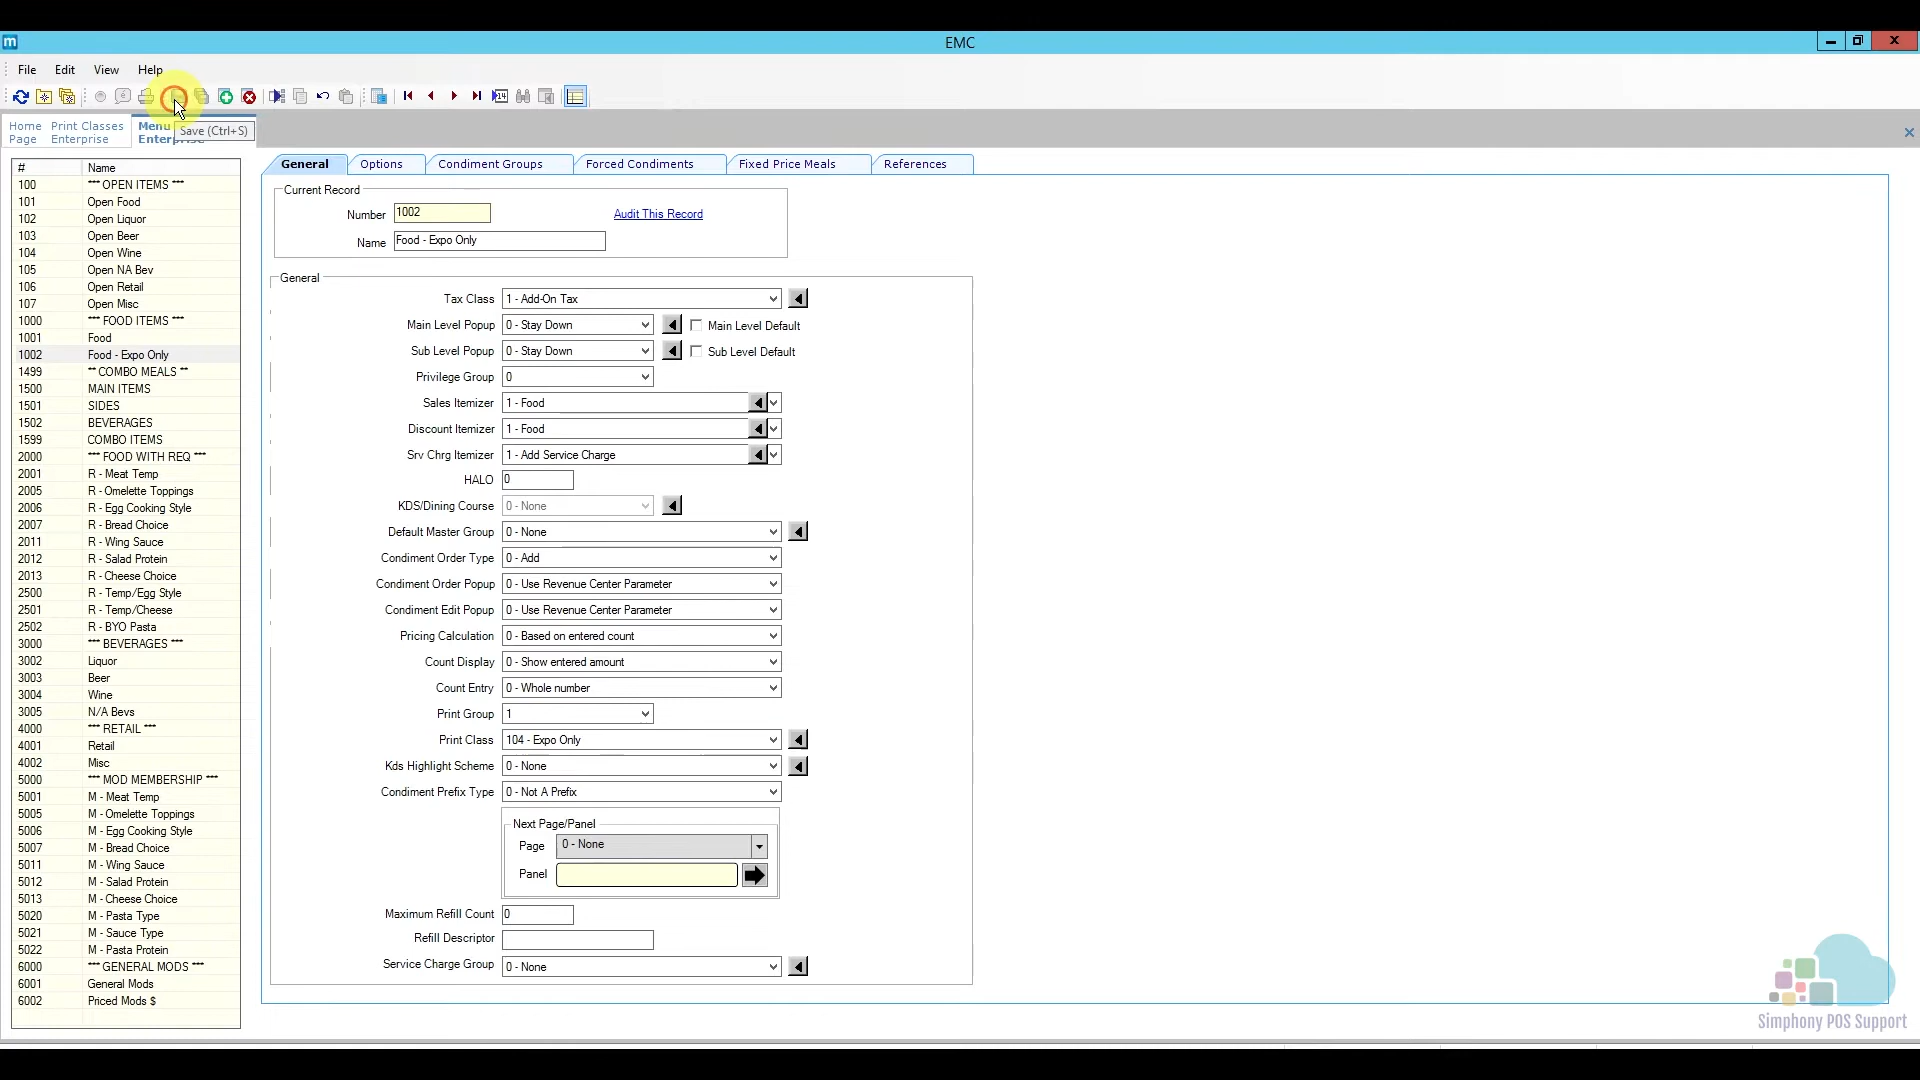 EMC
File Edit View Help
Save (Ctrl+S)
Home Page
Print Classes Enterprise
Menu
Enterprise
# Name
100 *** OPEN ITEMS ***
101 Open Food
102 Open Liquor
103 Open Beer
104 Open Wine
105 Open NA Bev
106 Open Retail
107 Open Misc
1000 *** FOOD ITEMS ***
1001 Food
1002 Food - Expo Only
1499 ** COMBO MEALS **
1500 MAIN ITEMS
1501 SIDES
1502 BEVERAGES
1599 COMBO ITEMS
2000 *** FOOD WITH REQ ***
2001 R - Meat Temp
2005 R - Omelette Toppings
2006 R - Egg Cooking Style
2007 R - Bread Choice
2011 R - Wing Sauce
2012 R - Salad Protein
2013 R - Cheese Choice
2500 R - Temp/Egg Style
2501 R - Temp/Cheese
2502 R - BYO Pasta
3000 *** BEVERAGES ***
3002 Liquor
3003 Beer
3004 Wine
3005 N/A Bevs
4000 *** RETAIL ***
4001 Retail
4002 Misc
5000 *** MOD MEMBERSHIP ***
5001 M - Meat Temp
5005 M - Omelette Toppings
5006 M - Egg Cooking Style
5007 M - Bread Choice
5011 M - Wing Sauce
5012 M - Salad Protein
5013 M - Cheese Choice
5020 M - Pasta Type
5021 M - Sauce Type
5022 M - Pasta Protein
6000 *** GENERAL MODS ***
6001 General Mods
6002 Priced Mods $
General Options Condiment Groups Forced Condiments Fixed Price Meals References
Current Record
Number 1002 Audit This Record
Name Food - Expo Only
General
Tax Class 1 - Add-On Tax
Main Level Popup 0 - Stay Down Main Level Default
Sub Level Popup 0 - Stay Down Sub Level Default
Privilege Group 0
Sales Itemizer 1 - Food
Discount Itemizer 1 - Food
Srv Chrg Itemizer 1 - Add Service Charge
HALO 0
KDS/Dining Course 0 - None
Default Master Group 0 - None
Condiment Order Type 0 - Add
Condiment Order Popup 0 - Use Revenue Center Parameter
Condiment Edit Popup 0 - Use Revenue Center Parameter
Pricing Calculation 0 - Based on entered count
Count Display 0 - Show entered amount
Count Entry 0 - Whole number
Print Group 1
Print Class 104 - Expo Only
Kds Highlight Scheme 0 - None
Condiment Prefix Type 0 - Not A Prefix
Next Page/Panel
Page 0 - None
Panel
Maximum Refill Count 0
Refill Descriptor
Service Charge Group 0 - None
Simphony POS Support